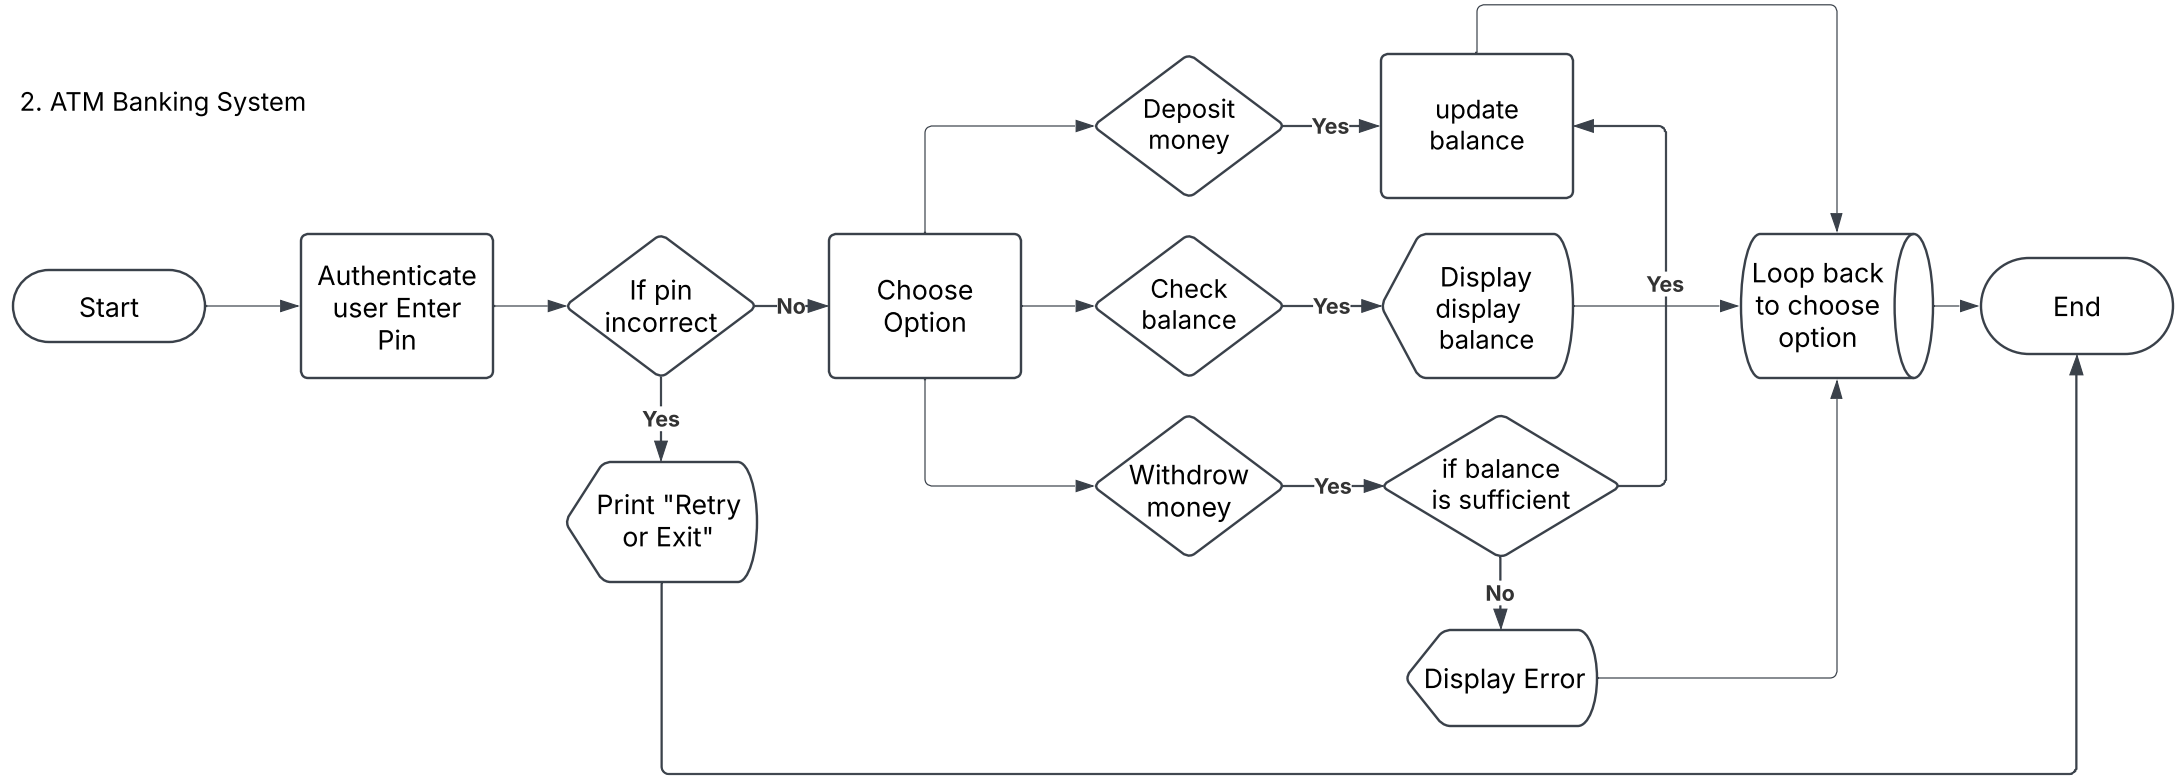 2. ATM Banking System
Start
Authenticate
user Enter
Pin
If pin
incorrect
No
Yes
Print "Retry
or Exit"
Choose
Option
Deposit
money
Yes
update
balance
Check
balance
Yes
Display
display
balance
Withdrow
money
Yes
if balance
is sufficient
Yes
No
Display Error
Loop back
to choose
option
End